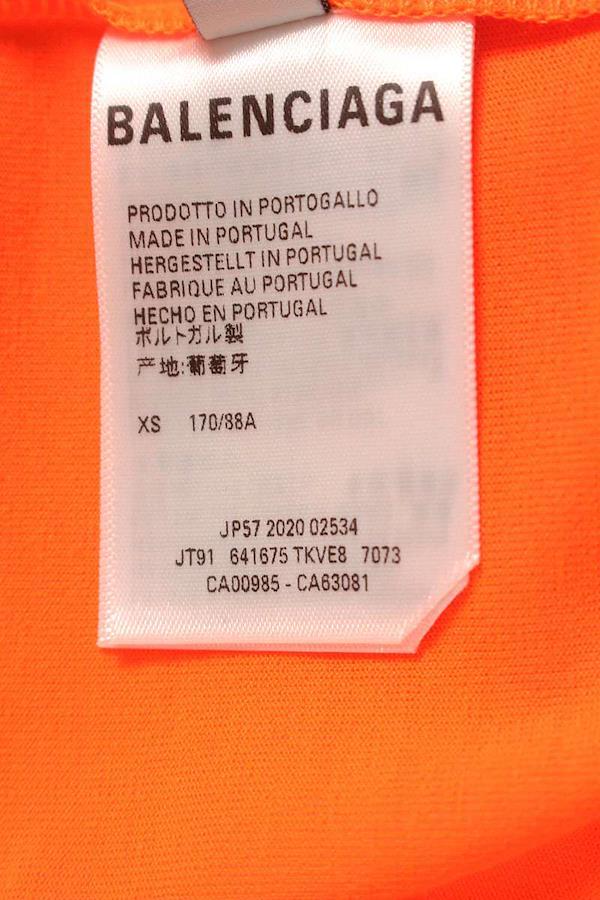 BALENCIAGA
PRODOTTO IN PORTOGALLO
MADE IN PORTUGAL
HERGESTELLT IN PORTUGAL
FABRIQUE AU PORTUGAL
HECHO EN PORTUGAL
ポルトガル製
产地:葡萄牙
XS 170/88A
JP57 2020 02534
JT91 641675 TKVE8 7073
CA00985 - CA63081